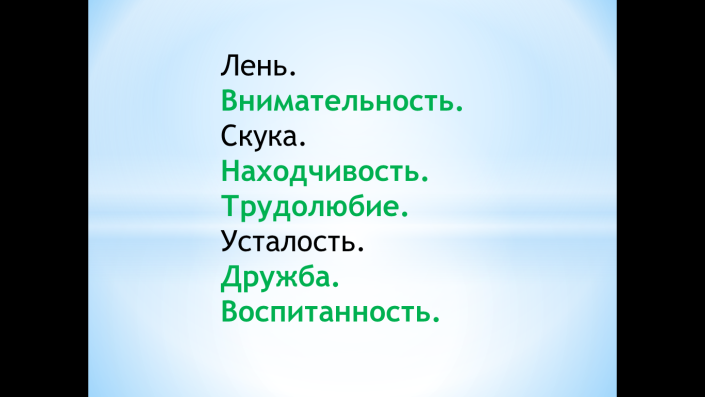 Лень.
Внимательность.
Скука.
Находчивость.
Трудолюбие.
Усталость.
Дружба.
Воспитанность.